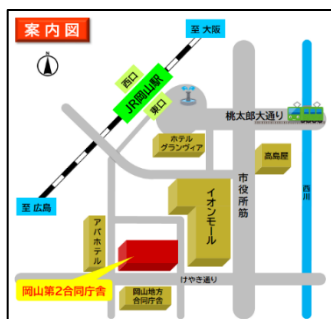 案内図
至 大阪
西口
JR岡山駅
東口
桃太郎大通り
ホテル
グランヴィア
高島屋
市役所筋
西川
至 広島
イオンモール
アパホテル
岡山第2合同庁舎
けやき通り
岡山地方
合同庁舎